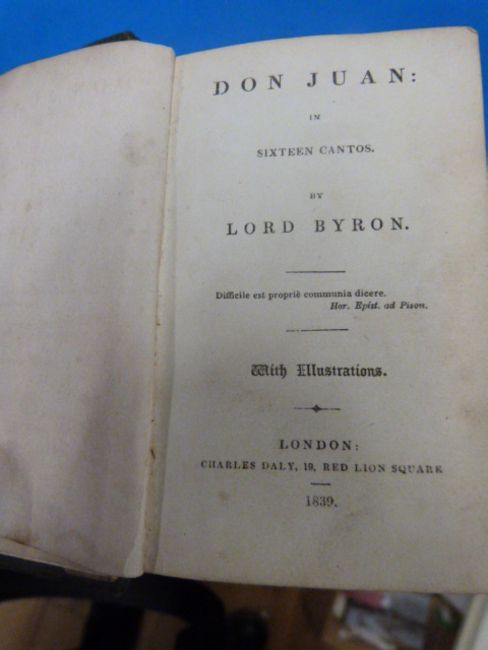 DON JUAN:
IN
SIXTEEN CANTOS.
BY
LORD BYRON.
Difficile est propriè communia dicere.
Hor. Epist. ad Pison.
With Illustrations.
LONDON:
CHARLES DALY, 19, RED LION SQUARE
1839.